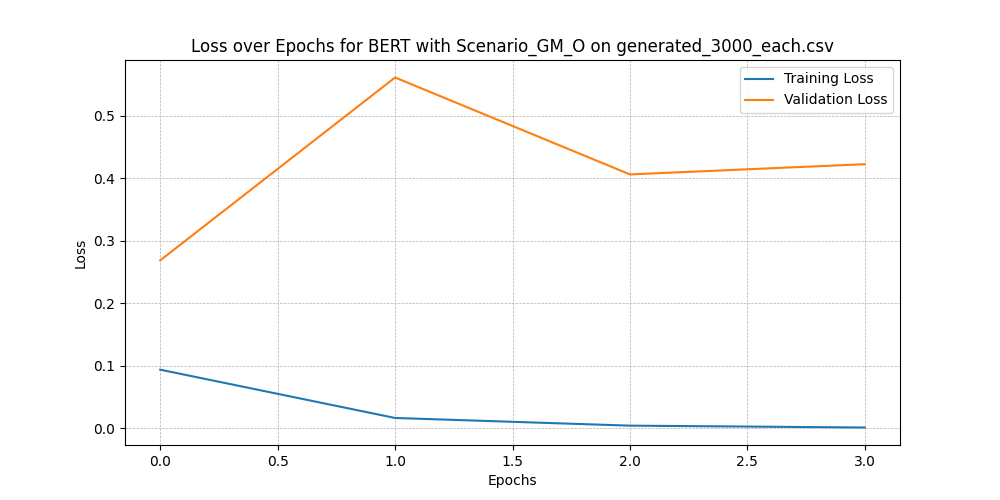 Loss over Epochs for BERT with Scenario_GM_O on generated_3000_each.csv
Training Loss
Validation Loss
Loss
0.5
0.4
0.3
0.2
0.1
0.0
0.0 0.5 1.0 1.5 2.0 2.5 3.0
Epochs